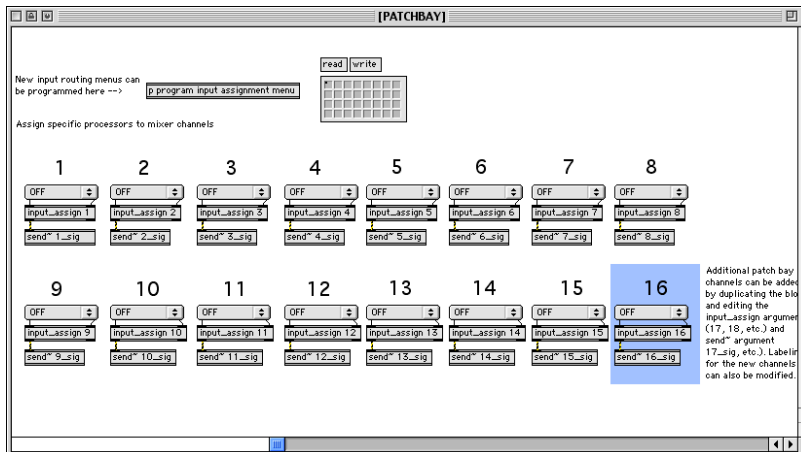 [PATCHBAY]
read write
New input routing menus can
be programmed here -->
p program input assignment menu
Assign specific processors to mixer channels
1 2 3 4 5 6 7 8
OFF OFF OFF OFF OFF OFF OFF OFF
input_assign 1 input_assign 2 input_assign 3 input_assign 4 input_assign 5 input_assign 6 input_assign 7 input_assign 8
send~ 1_sig send~ 2_sig send~ 3_sig send~ 4_sig send~ 5_sig send~ 6_sig send~ 7_sig send~ 8_sig
9 10 11 12 13 14 15 16
OFF OFF OFF OFF OFF OFF OFF OFF
input_assign 9 input_assign 10 input_assign 11 input_assign 12 input_assign 13 input_assign 14 input_assign 15 input_assign 16
send~ 9_sig send~ 10_sig send~ 11_sig send~ 12_sig send~ 13_sig send~ 14_sig send~ 15_sig send~ 16_sig
Additional patch bay
channels can be added
by duplicating the blo
and editing the
input_assign argumen
(17, 18, etc.) and
send~ argument
17_sig, etc.). Labelin
for the new channels
can also be modified.